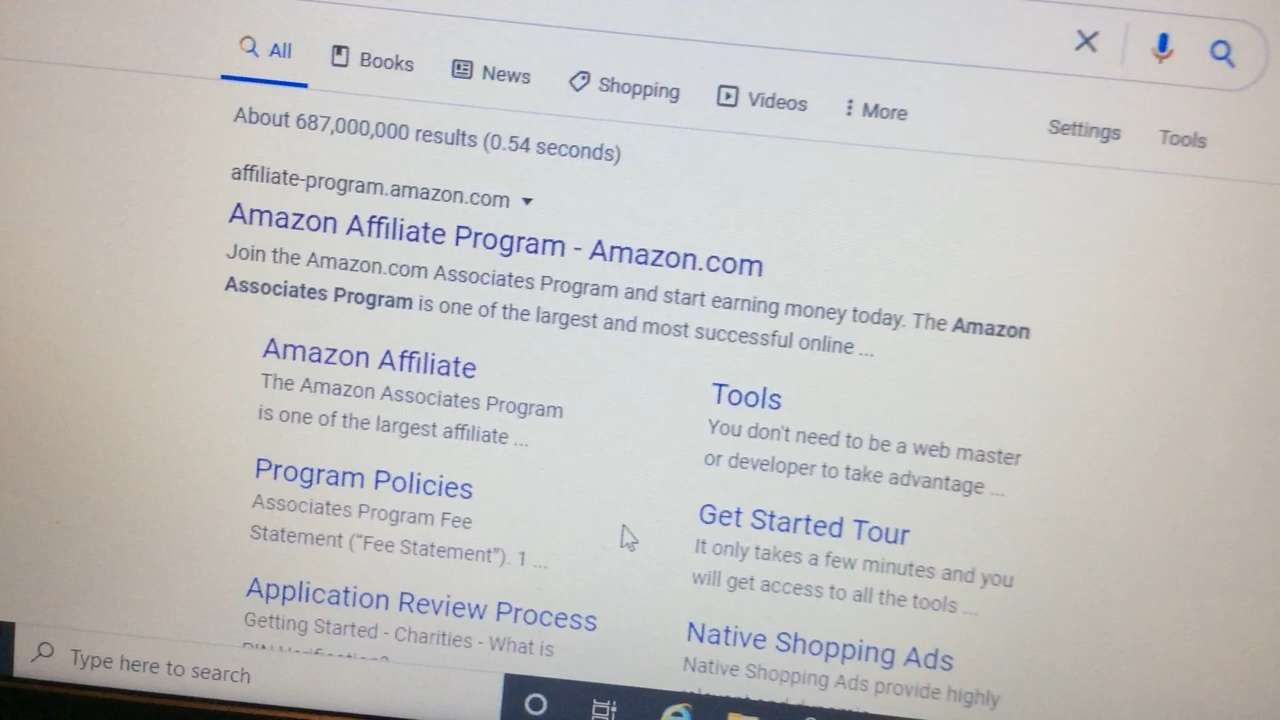 All Books News Shopping Videos More Settings Tools
About 687,000,000 results (0.54 seconds)
affiliate-program.amazon.com
Amazon Affiliate Program - Amazon.com
Join the Amazon.com Associates Program and start earning money today. The Amazon
Associates Program is one of the largest and most successful online ...
Amazon Affiliate
The Amazon Associates Program
is one of the largest affiliate ...
Tools
You don't need to be a web master
or developer to take advantage ...
Program Policies
Associates Program Fee
Statement ("Fee Statement"). 1 ...
Get Started Tour
It only takes a few minutes and you
will get access to all the tools ...
Application Review Process
Getting Started - Charities - What is
Native Shopping Ads
Native Shopping Ads provide highly
Type here to search